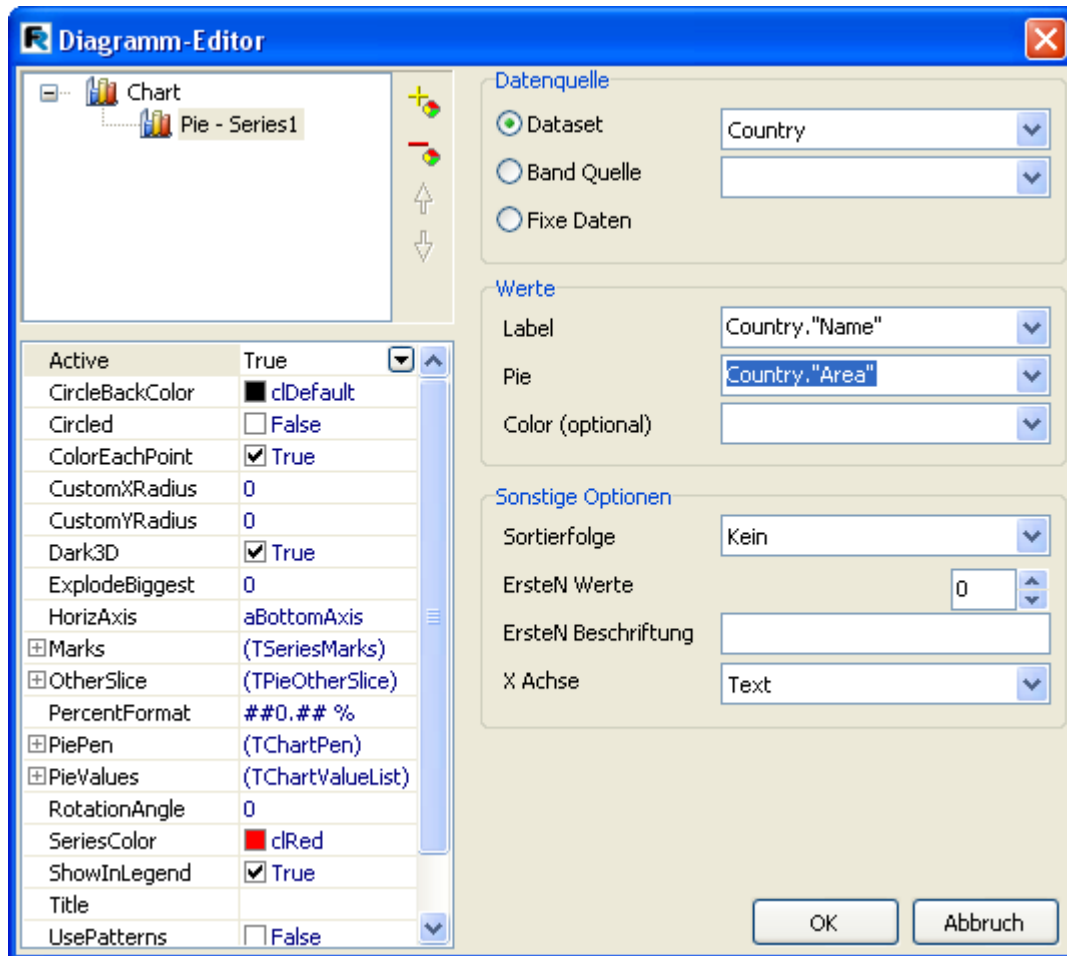 Diagramm-Editor
Chart
Pie - Series1
Active True
CircleBackColor clDefault
Circled False
ColorEachPoint True
CustomXRadius 0
CustomYRadius 0
Dark3D True
ExplodeBiggest 0
HorizAxis aBottomAxis
Marks (TSeriesMarks)
OtherSlice (TPieOtherSlice)
PercentFormat ##0.## %
PiePen (TChartPen)
PieValues (TChartValueList)
RotationAngle 0
SeriesColor clRed
ShowInLegend True
Title
UsePatterns False
Datenquelle
Dataset Country
Band Quelle
Fixe Daten
Werte
Label Country."Name"
Pie Country."Area"
Color (optional)
Sonstige Optionen
Sortierfolge Kein
ErsteN Werte 0
ErsteN Beschriftung
X Achse Text
OK Abbruch